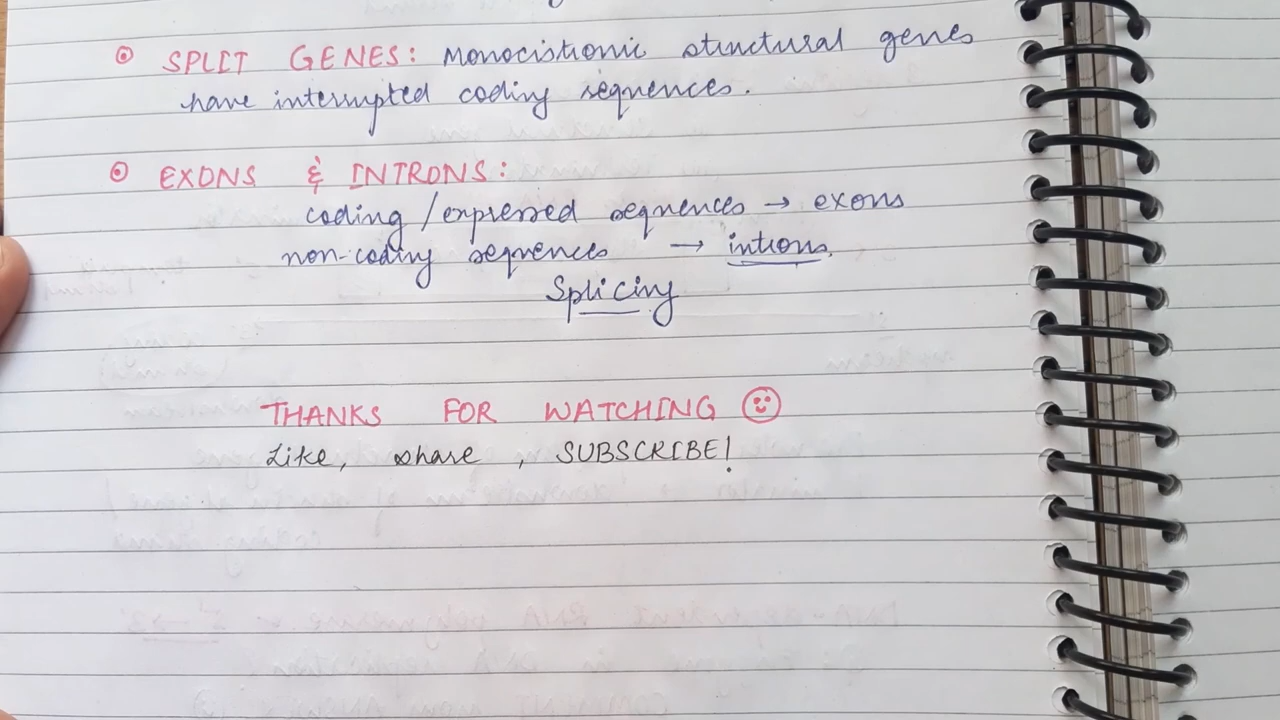 SPLIT GENES: Monocistronic structural genes
have interrupted coding sequences.
EXONS & INTRONS:
coding/expressed sequences → exons
non-coding sequences → introns.
Splicing
THANKS FOR WATCHING
Like, share, SUBSCRIBE!